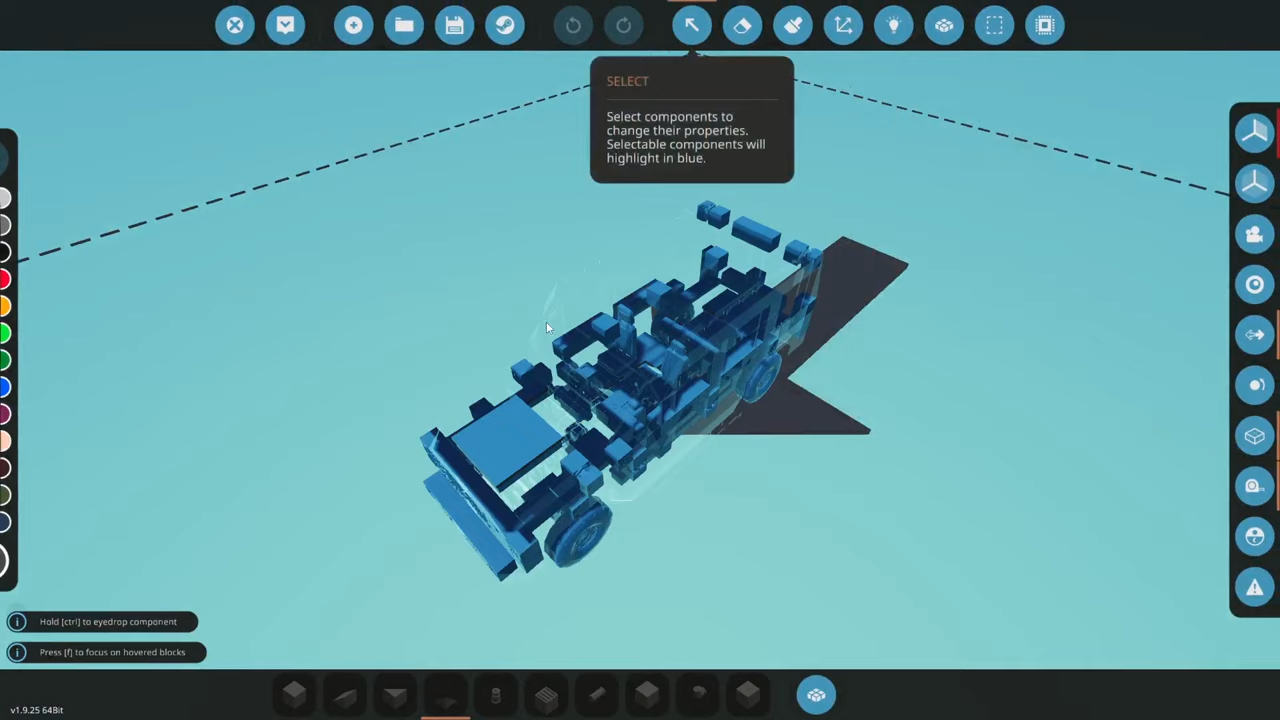 SELECT
Select components to
change their properties.
Selectable components will
highlight in blue.
Hold [ctrl] to eyedrop component
Press [f] to focus on hovered blocks
v1.9.25 64Bit